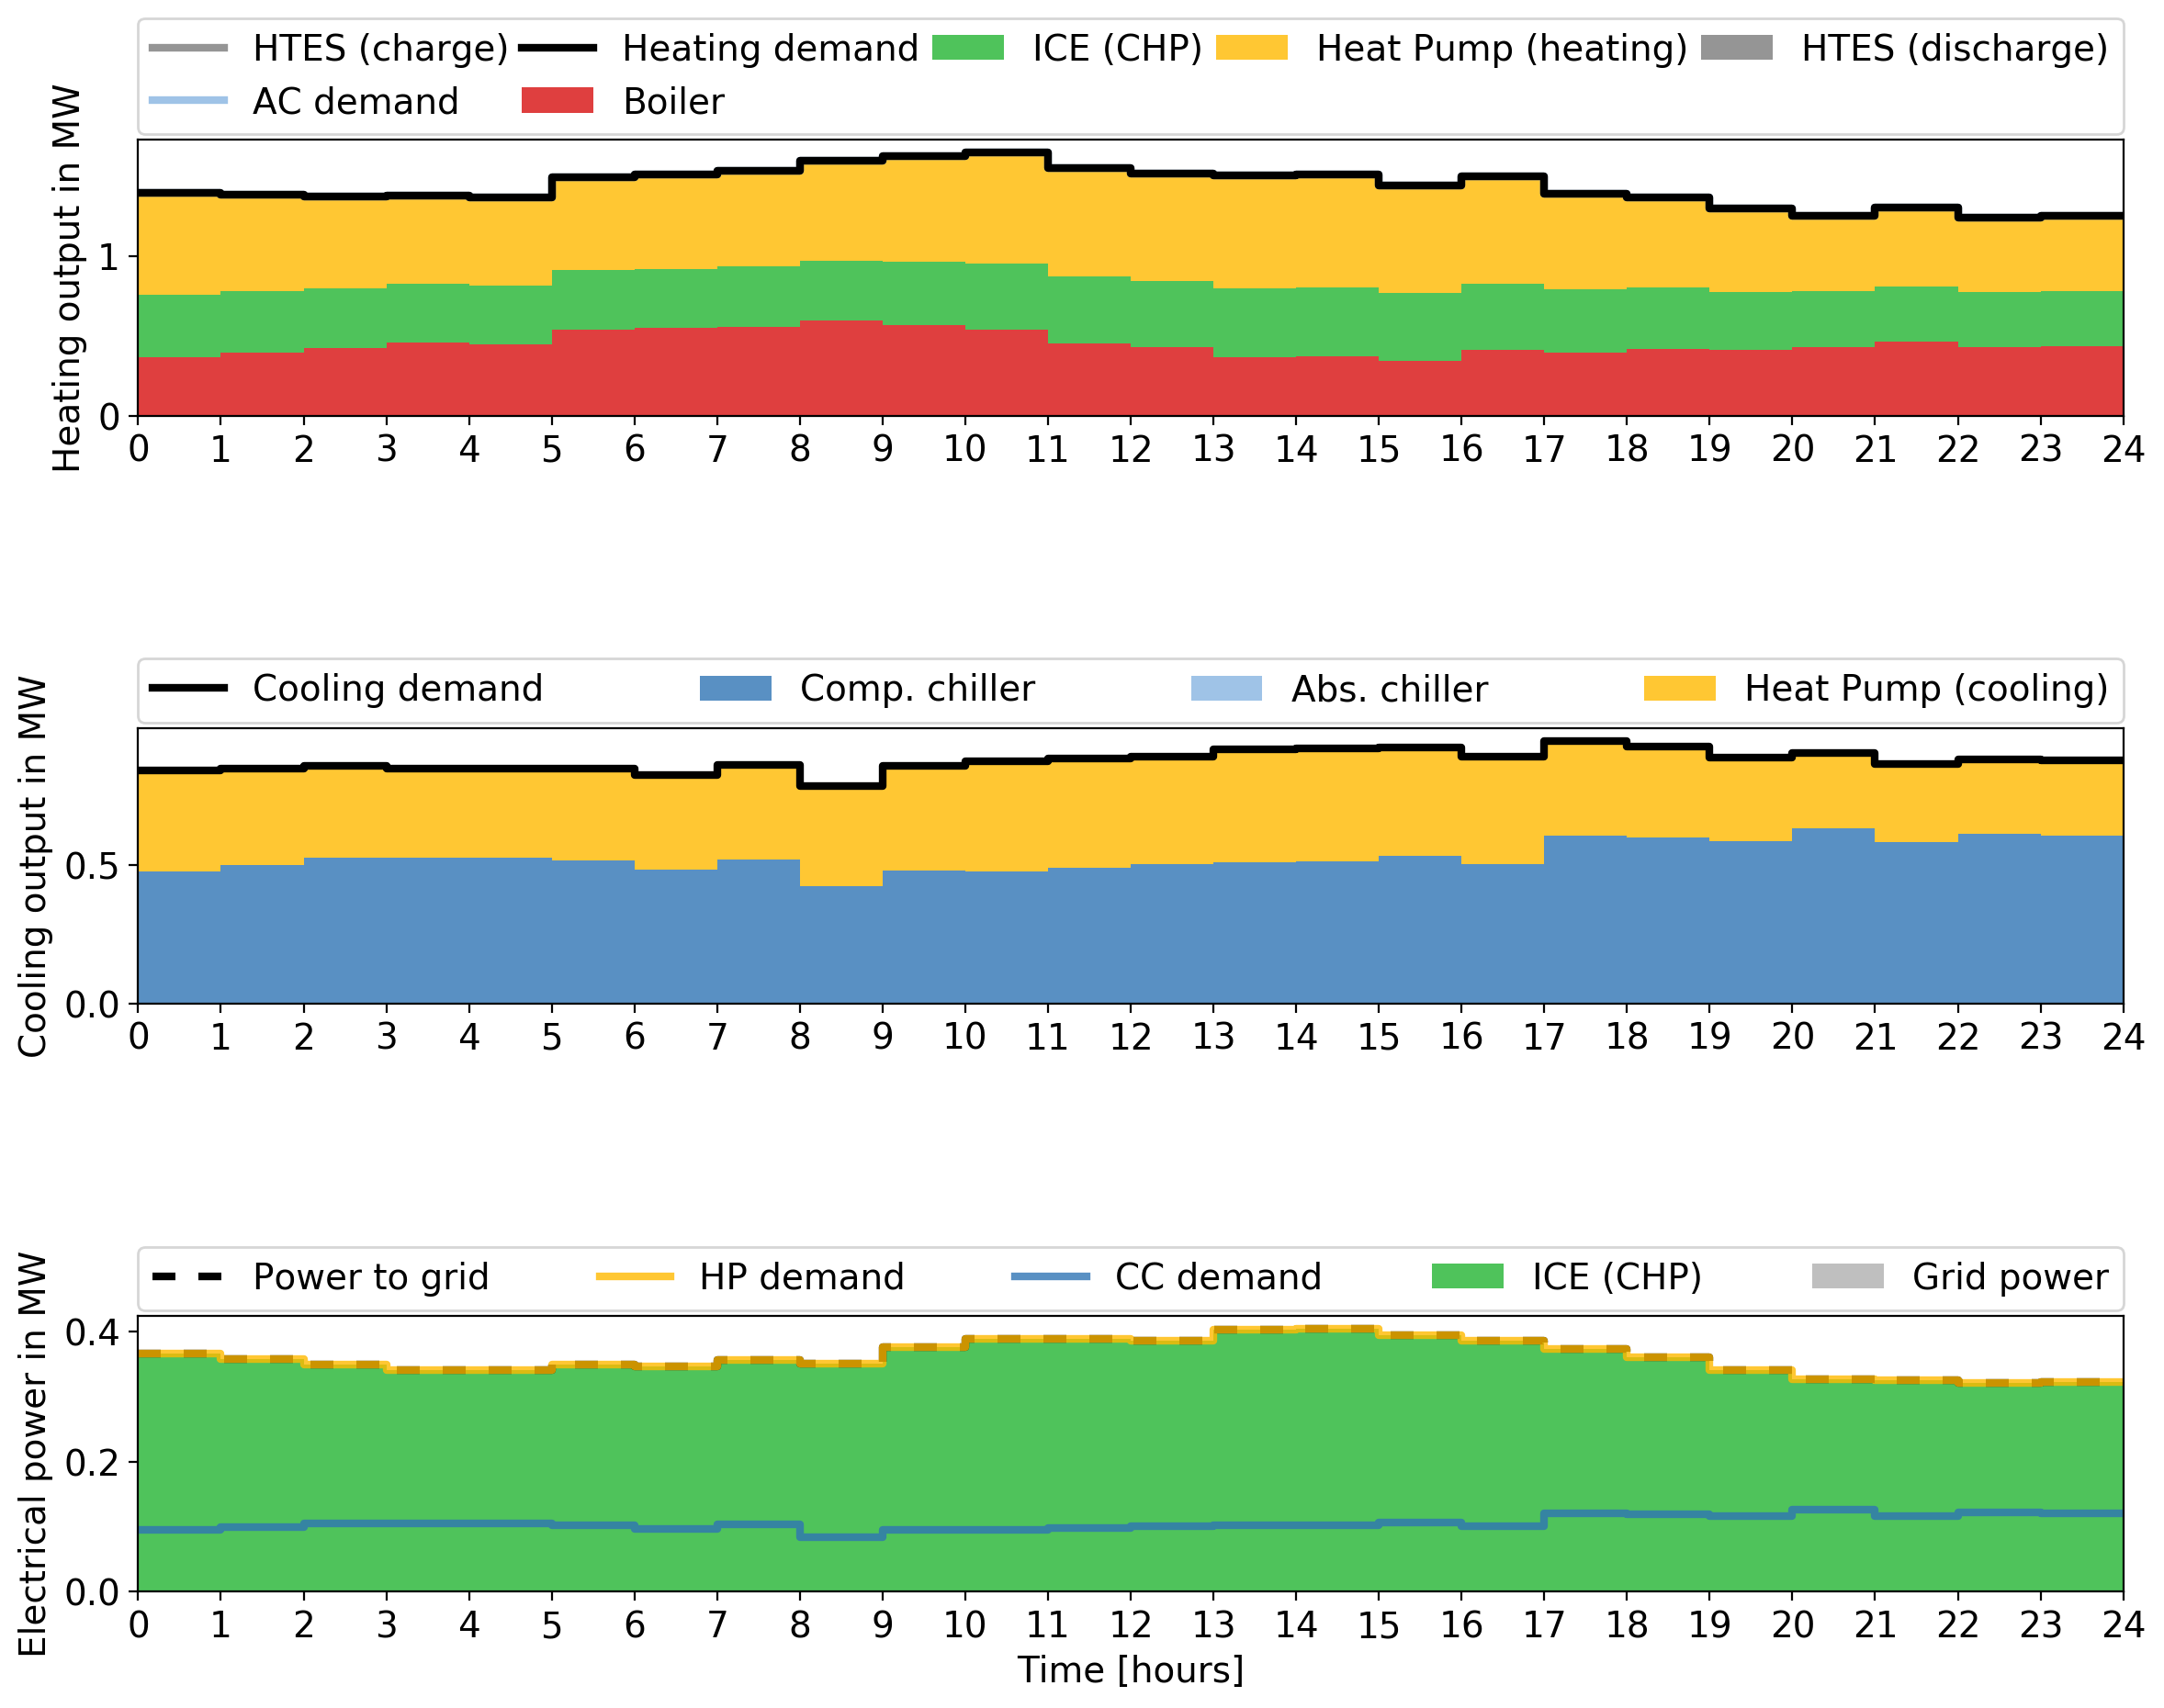 HTES (charge) Heating demand ICE (CHP) Heat Pump (heating) HTES (discharge)
AC demand Boiler
Heating output in MW
1
0
0 1 2 3 4 5 6 7 8 9 10 11 12 13 14 15 16 17 18 19 20 21 22 23 24
Cooling demand Comp. chiller Abs. chiller Heat Pump (cooling)
Cooling output in MW
0.5
0.0
0 1 2 3 4 5 6 7 8 9 10 11 12 13 14 15 16 17 18 19 20 21 22 23 24
Power to grid HP demand CC demand ICE (CHP) Grid power
Electrical power in MW
0.4
0.2
0.0
0 1 2 3 4 5 6 7 8 9 10 11 12 13 14 15 16 17 18 19 20 21 22 23 24
Time [hours]